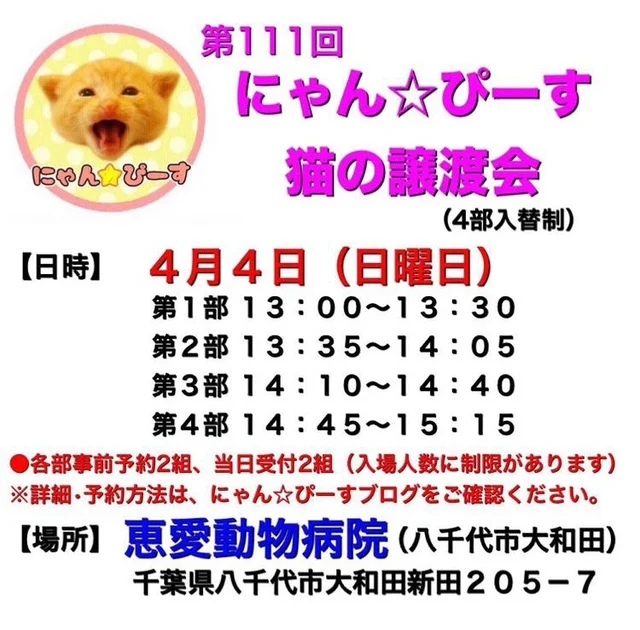 第111回
にゃん☆ぴーす
にゃん☆ぴーす
猫の譲渡会
（4部入替制）
【日時】 ４月４日（日曜日）
第１部 １３：００〜１３：３０
第２部 １３：３５〜１４：０５
第３部 １４：１０〜１４：４０
第４部 １４：４５〜１５：１５
●各部事前予約2組、当日受付2組（入場人数に制限があります）
※詳細・予約方法は、にゃん☆ぴーすブログをご確認ください。
【場所】 恵愛動物病院（八千代市大和田）
千葉県八千代市大和田新田２０５−７